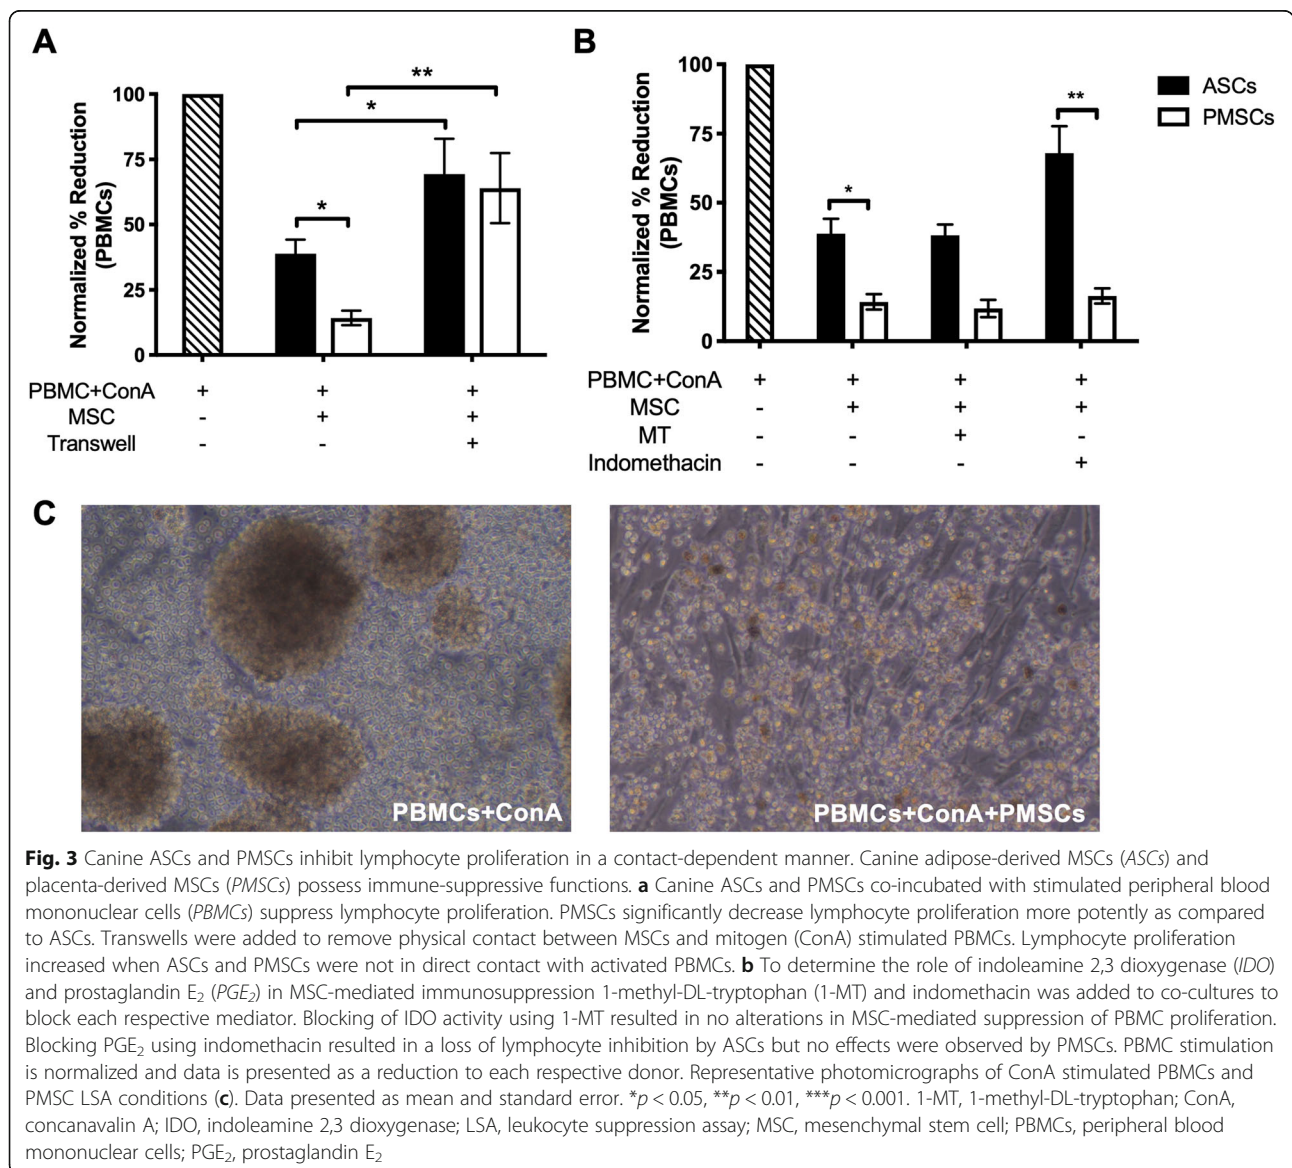 A
Normalized % Reduction
(PBMCs)
100
75
50
25
0
*
*
**
PBMC+ConA + + +
MSC - + +
Transwell - - +
B
Normalized % Reduction
(PBMCs)
100
75
50
25
0
*
**
ASCs
PMSCs
PBMC+ConA + + + +
MSC - + + +
MT - - + -
Indomethacin - - - +
C
PBMCs+ConA
PBMCs+ConA+PMSCs
Fig. 3 Canine ASCs and PMSCs inhibit lymphocyte proliferation in a contact-dependent manner. Canine adipose-derived MSCs (ASCs) and
placenta-derived MSCs (PMSCs) possess immune-suppressive functions. a Canine ASCs and PMSCs co-incubated with stimulated peripheral blood
mononuclear cells (PBMCs) suppress lymphocyte proliferation. PMSCs significantly decrease lymphocyte proliferation more potently as compared
to ASCs. Transwells were added to remove physical contact between MSCs and mitogen (ConA) stimulated PBMCs. Lymphocyte proliferation
increased when ASCs and PMSCs were not in direct contact with activated PBMCs. b To determine the role of indoleamine 2,3 dioxygenase (IDO)
and prostaglandin E₂ (PGE₂) in MSC-mediated immunosuppression 1-methyl-DL-tryptophan (1-MT) and indomethacin was added to co-cultures to
block each respective mediator. Blocking of IDO activity using 1-MT resulted in no alterations in MSC-mediated suppression of PBMC proliferation.
Blocking PGE₂ using indomethacin resulted in a loss of lymphocyte inhibition by ASCs but no effects were observed by PMSCs. PBMC stimulation
is normalized and data is presented as a reduction to each respective donor. Representative photomicrographs of ConA stimulated PBMCs and
PMSC LSA conditions (c). Data presented as mean and standard error. *p < 0.05, **p < 0.01, ***p < 0.001. 1-MT, 1-methyl-DL-tryptophan; ConA,
concanavalin A; IDO, indoleamine 2,3 dioxygenase; LSA, leukocyte suppression assay; MSC, mesenchymal stem cell; PBMCs, peripheral blood
mononuclear cells; PGE₂, prostaglandin E₂